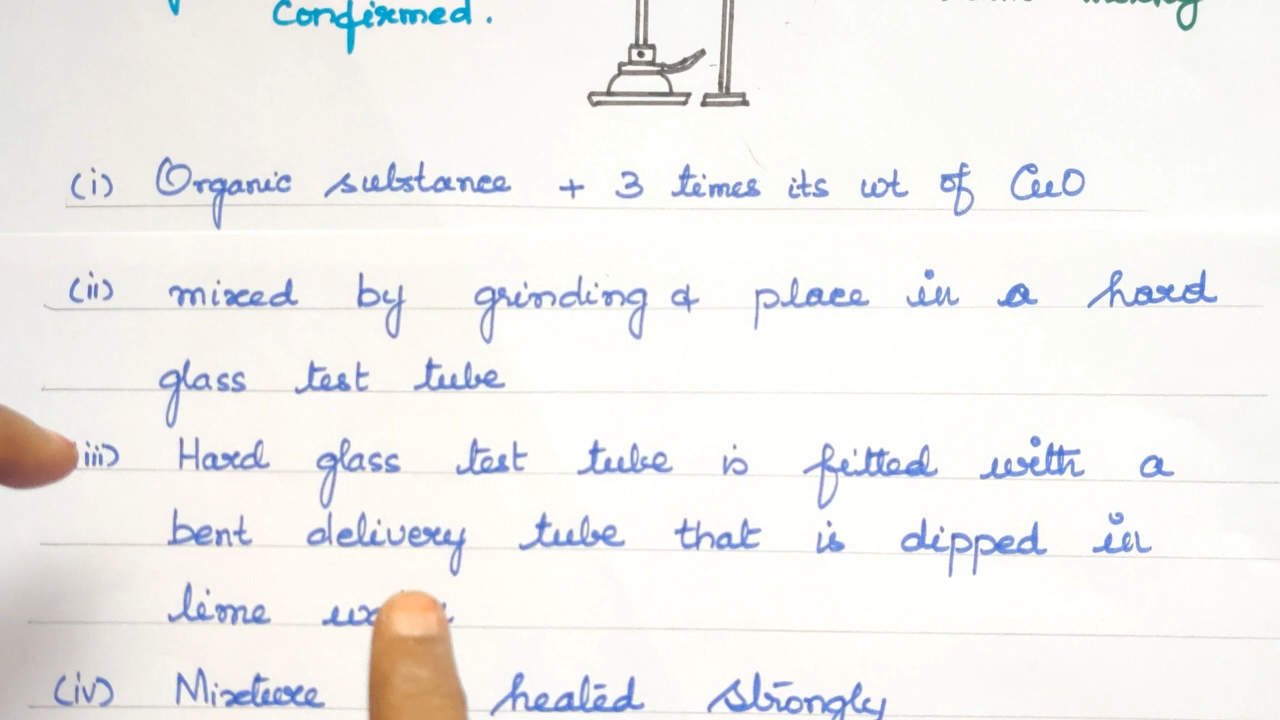 Confirmed.
(i) Organic substance + 3 times its wt of CuO
(ii) mixed by grinding & place in a hard
glass test tube
iii) Hard glass test tube is fitted with a
bent delivery tube that is dipped in
lime
(iv) Mixture heated strongly